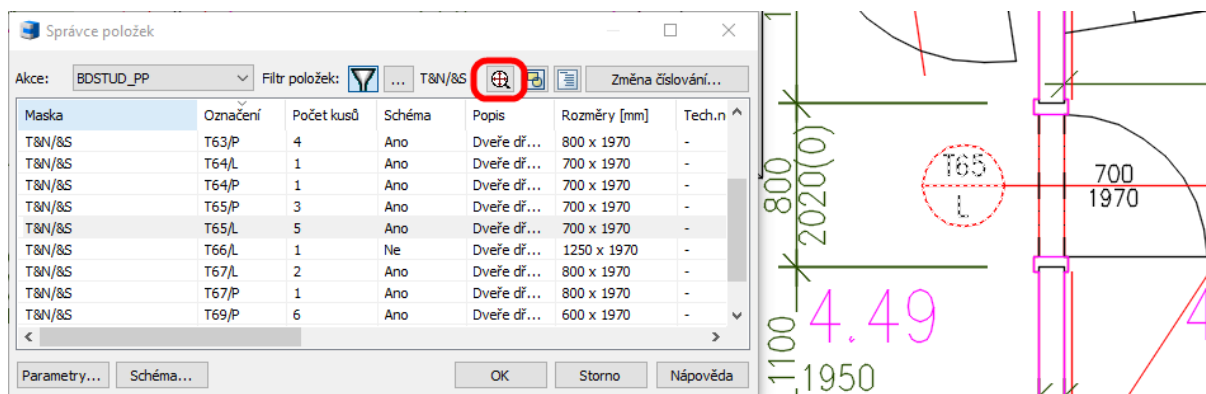 Správce položek
Akce: BDSTUD_PP Filtr položek: ... T&N/&S Změna číslování...
Maska Označení Počet kusů Schéma Popis Rozměry [mm] Tech.n
T&N/&S T63/P 4 Ano Dveře dř... 800 x 1970 -
T&N/&S T64/L 1 Ano Dveře dř... 700 x 1970 -
T&N/&S T64/P 1 Ano Dveře dř... 700 x 1970 -
T&N/&S T65/P 3 Ano Dveře dř... 700 x 1970 -
T&N/&S T65/L 5 Ano Dveře dř... 700 x 1970 -
T&N/&S T66/L 1 Ne Dveře dř... 1250 x 1970 -
T&N/&S T67/L 2 Ano Dveře dř... 800 x 1970 -
T&N/&S T67/P 1 Ano Dveře dř... 800 x 1970 -
T&N/&S T69/P 6 Ano Dveře dř... 600 x 1970 -
Parametry... Schéma... OK Storno Nápověda
800
2020(0)
T65
L
700
1970
4.49
1100
1950